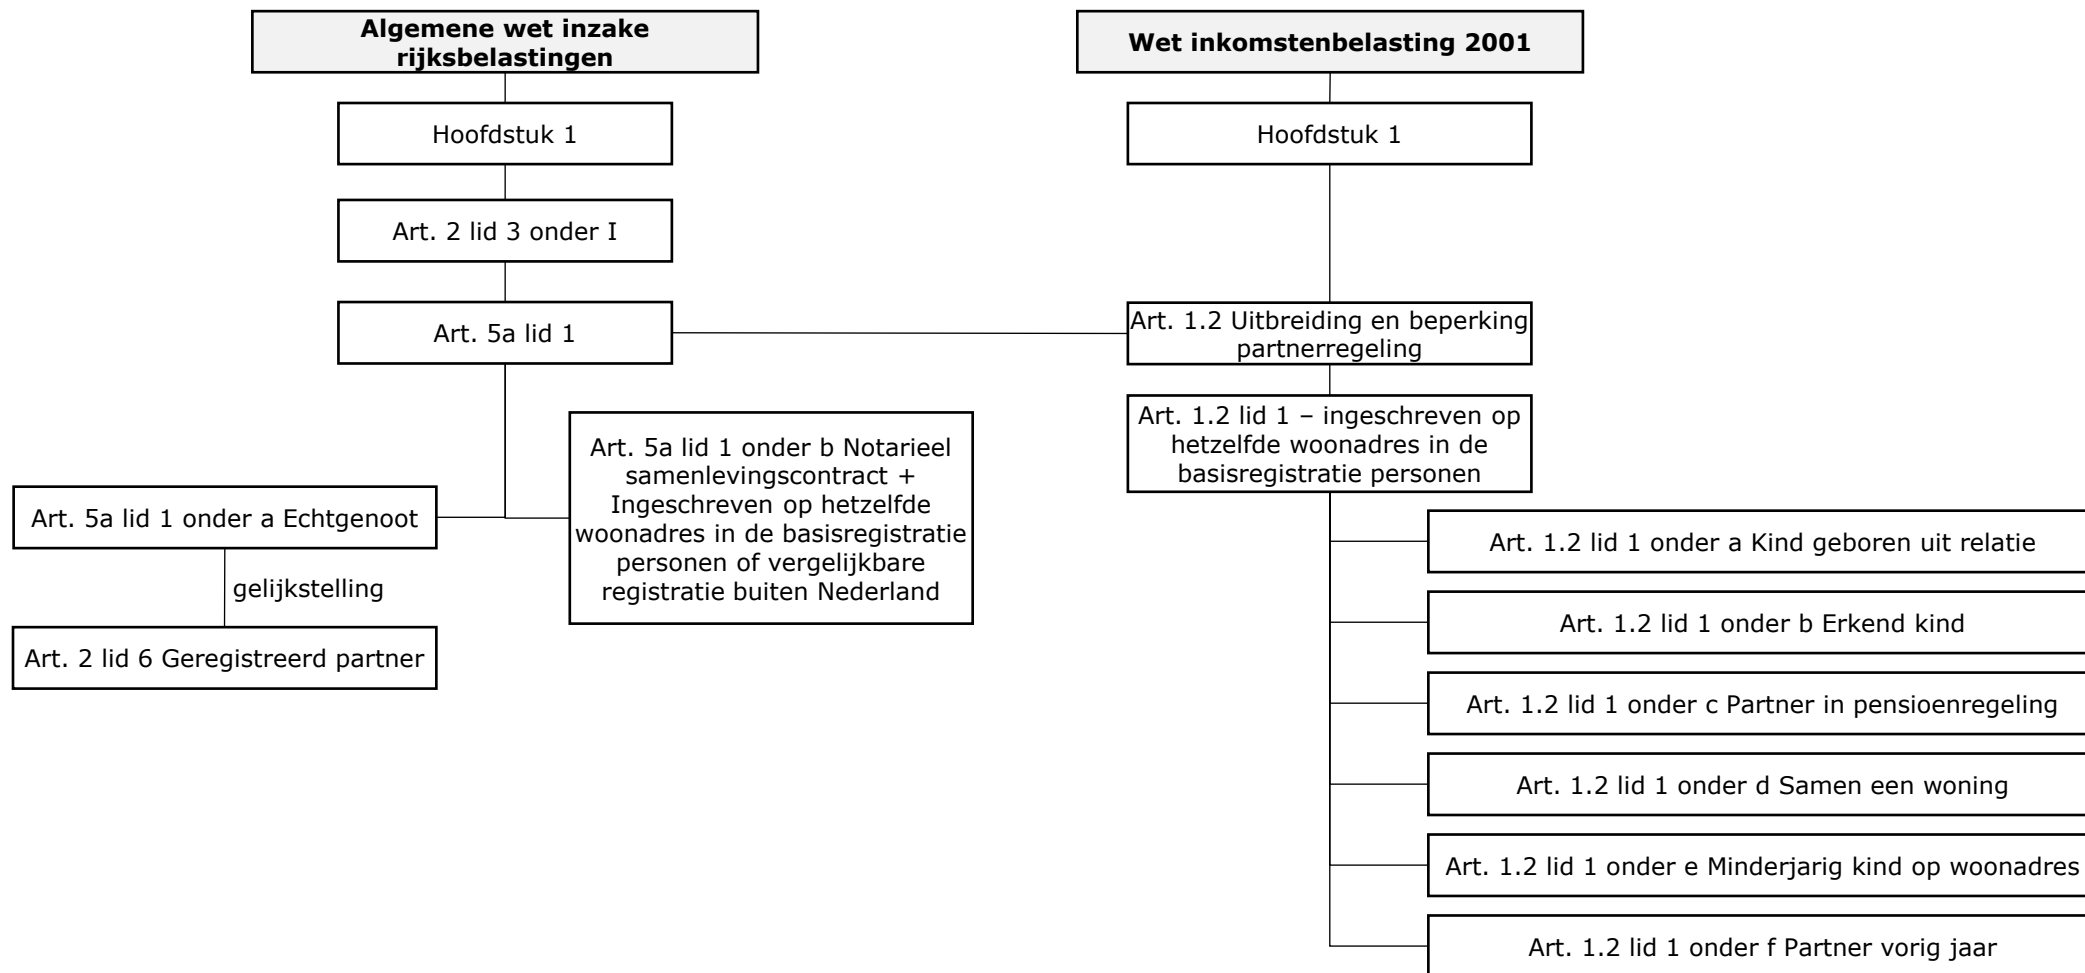 Algemene wet inzake
rijksbelastingen
Hoofdstuk 1
Art. 2 lid 3 onder I
Art. 5a lid 1
Art. 5a lid 1 onder a Echtgenoot
gelijkstelling
Art. 2 lid 6 Geregistreerd partner
Art. 5a lid 1 onder b Notarieel
samenlevingscontract +
Ingeschreven op hetzelfde
woonadres in de basisregistratie
personen of vergelijkbare
registratie buiten Nederland
Wet inkomstenbelasting 2001
Hoofdstuk 1
Art. 1.2 Uitbreiding en beperking
partnerregeling
Art. 1.2 lid 1 – ingeschreven op
hetzelfde woonadres in de
basisregistratie personen
Art. 1.2 lid 1 onder a Kind geboren uit relatie
Art. 1.2 lid 1 onder b Erkend kind
Art. 1.2 lid 1 onder c Partner in pensioenregeling
Art. 1.2 lid 1 onder d Samen een woning
Art. 1.2 lid 1 onder e Minderjarig kind op woonadres
Art. 1.2 lid 1 onder f Partner vorig jaar